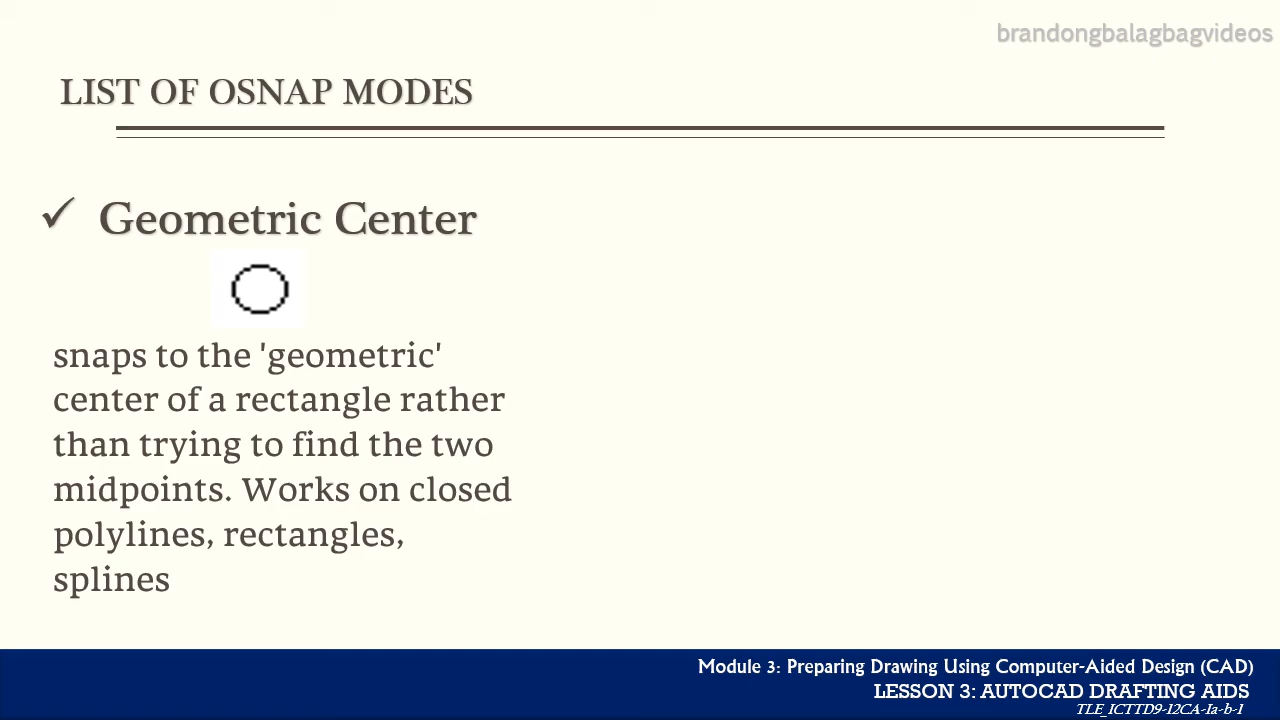 brandongbalagbagvideos
LIST OF OSNAP MODES
✓ Geometric Center
snaps to the 'geometric'
center of a rectangle rather
than trying to find the two
midpoints. Works on closed
polylines, rectangles,
splines
Module 3: Preparing Drawing Using Computer-Aided Design (CAD)
LESSON 3: AUTOCAD DRAFTING AIDS
TLE_ICTTD9-12CA-Ia-b-1